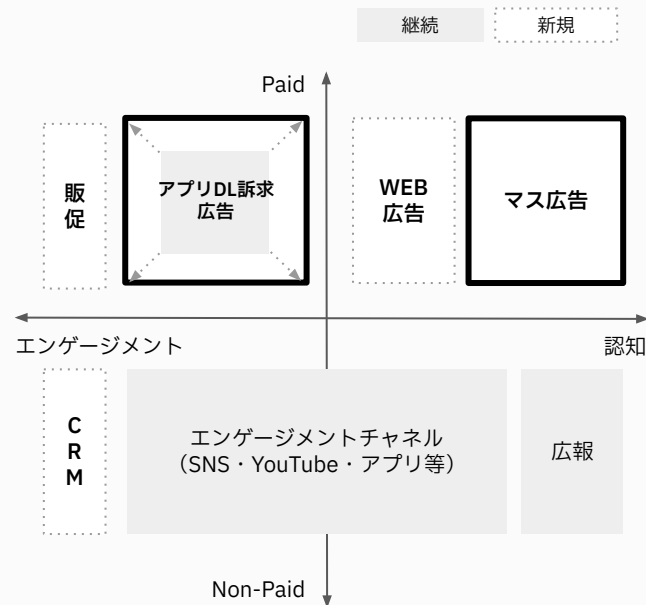 継続
新規
Paid
販
促
アプリDL訴求
広告
WEB
広告
マス広告
エンゲージメント
認知
C
R
M
エンゲージメントチャネル
（SNS・YouTube・アプリ等）
広報
Non-Paid